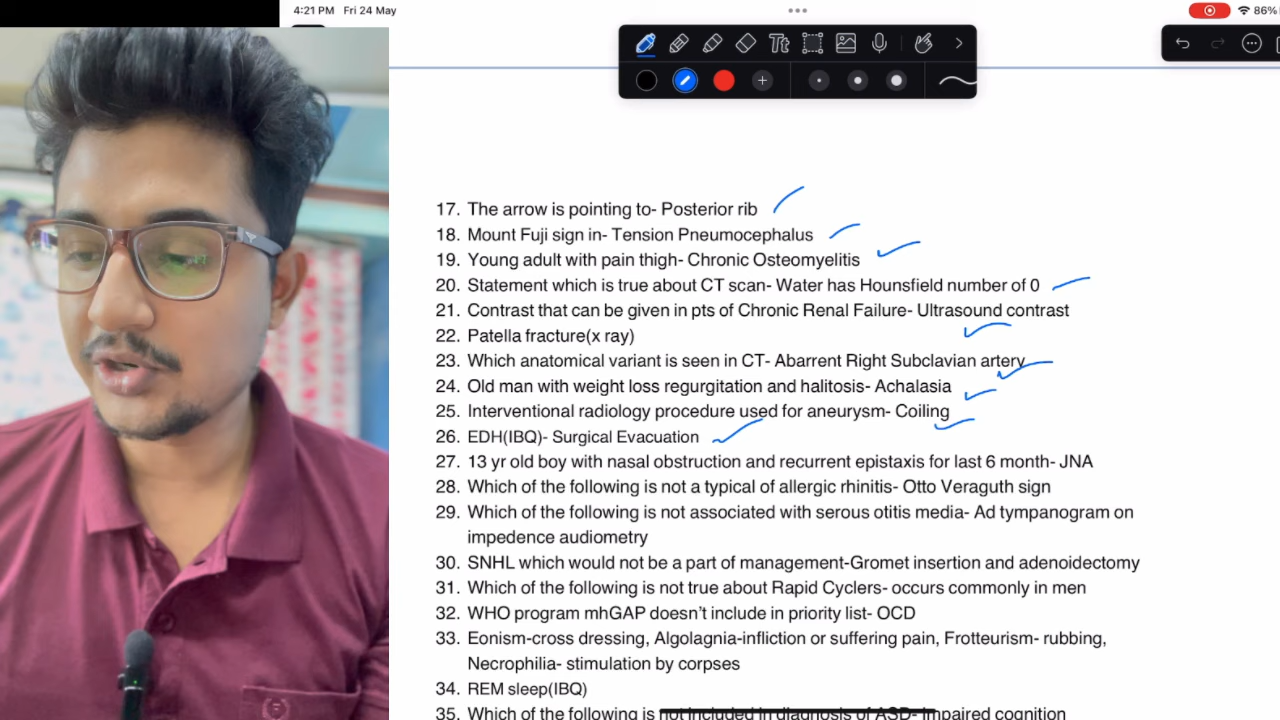 4:21 PM Fri 24 May
86%
Tt
17. The arrow is pointing to- Posterior rib
18. Mount Fuji sign in- Tension Pneumocephalus
19. Young adult with pain thigh- Chronic Osteomyelitis
20. Statement which is true about CT scan- Water has Hounsfield number of 0
21. Contrast that can be given in pts of Chronic Renal Failure- Ultrasound contrast
22. Patella fracture(x ray)
23. Which anatomical variant is seen in CT- Abarrent Right Subclavian artery
24. Old man with weight loss regurgitation and halitosis- Achalasia
25. Interventional radiology procedure used for aneurysm- Coiling
26. EDH(IBQ)- Surgical Evacuation
27. 13 yr old boy with nasal obstruction and recurrent epistaxis for last 6 month- JNA
28. Which of the following is not a typical of allergic rhinitis- Otto Veraguth sign
29. Which of the following is not associated with serous otitis media- Ad tympanogram on
impedence audiometry
30. SNHL which would not be a part of management-Gromet insertion and adenoidectomy
31. Which of the following is not true about Rapid Cyclers- occurs commonly in men
32. WHO program mhGAP doesn't include in priority list- OCD
33. Eonism-cross dressing, Algolagnia-infliction or suffering pain, Frotteurism- rubbing,
Necrophilia- stimulation by corpses
34. REM sleep(IBQ)
35. Which of the following is not included in diagnosis of ASD- Impaired cognition